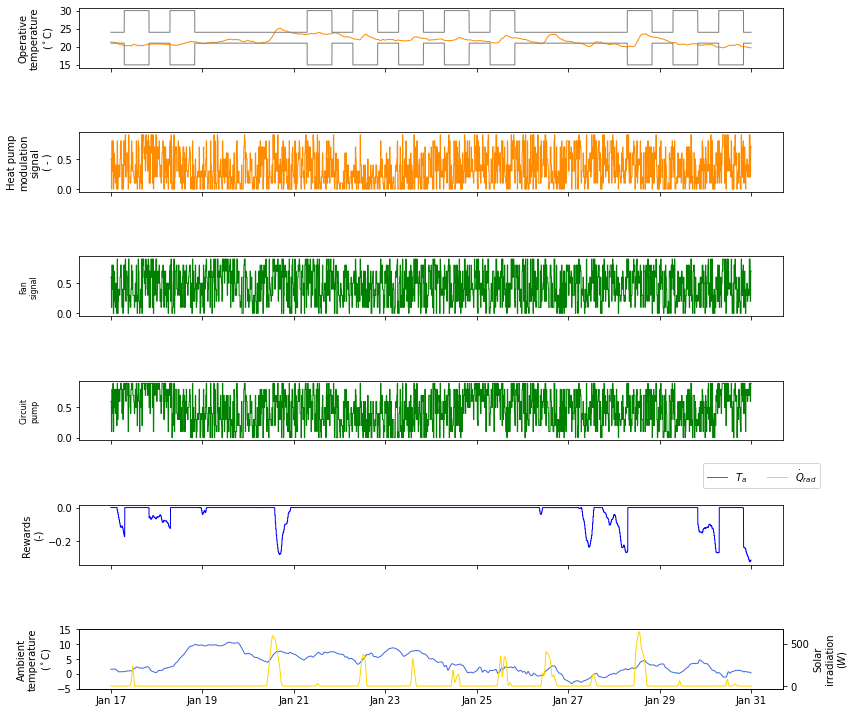 Operative
temperature
(°C)
30
25
20
15
Heat pump
modulation
signal
( - )
0.5
0.0
Fan
signal
0.5
0.0
Circuit
pump
0.5
0.0
T_a Q̇_rad
Rewards
(-)
0.0
−0.2
Ambient
temperature
(°C)
15
10
5
0
−5
500
0
Solar
irradiation
(W)
Jan 17 Jan 19 Jan 21 Jan 23 Jan 25 Jan 27 Jan 29 Jan 31